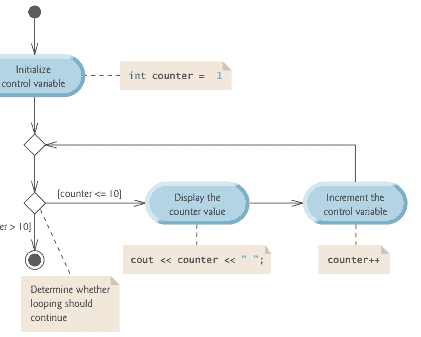 Initialize
control variable
int counter = 1
[counter <= 10]
Display the
counter value
Increment the
control variable
er > 10]
cout << counter << " ";
counter++
Determine whether
looping should
continue